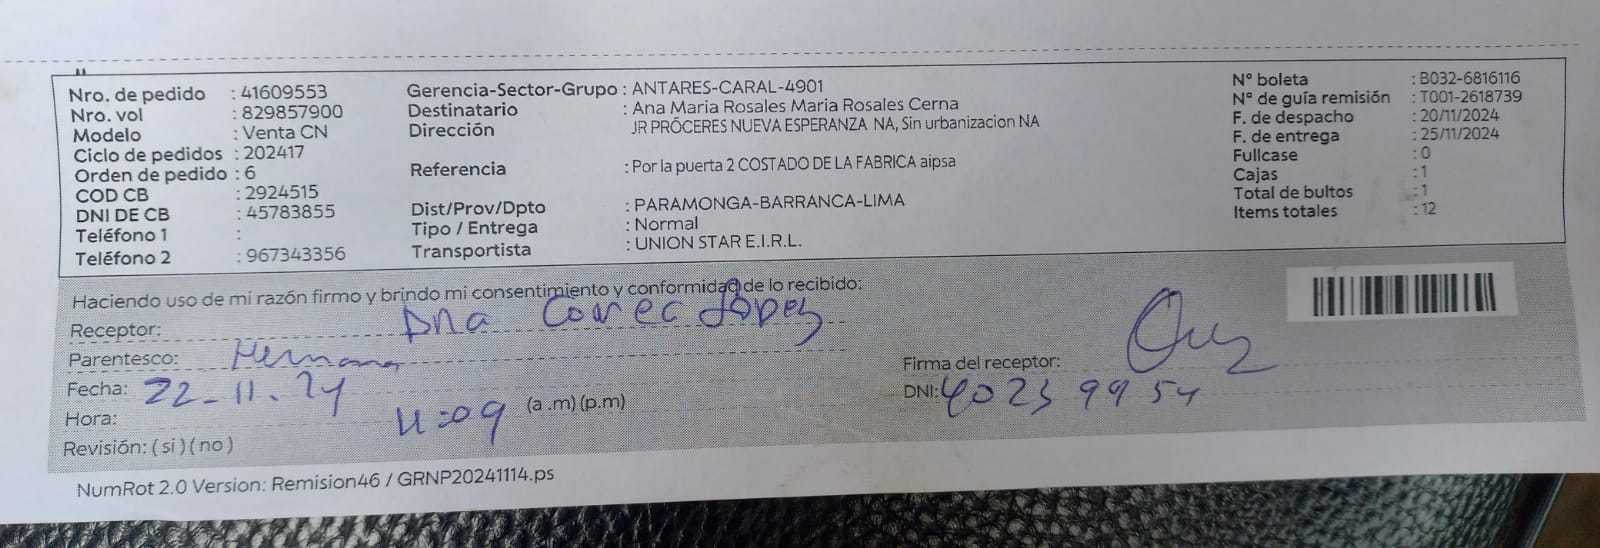 Nro. de pedido : 41609553
Nro. vol : 829857900
Modelo : Venta CN
Ciclo de pedidos : 202417
Orden de pedido : 6
COD CB : 2924515
DNI DE CB : 45783855
Teléfono 1 :
Teléfono 2 : 967343356
Gerencia-Sector-Grupo : ANTARES-CARAL-4901
Destinatario : Ana Maria Rosales Maria Rosales Cerna
Dirección JR PRÓCERES NUEVA ESPERANZA NA, Sin urbanizacion NA
Referencia : Por la puerta 2 COSTADO DE LA FABRICA aipsa
Dist/Prov/Dpto : PARAMONGA-BARRANCA-LIMA
Tipo / Entrega : Normal
Transportista : UNION STAR E.I.R.L.
N° boleta : B032-6816116
N° de guía remisión : T001-2618739
F. de despacho : 20/11/2024
F. de entrega : 25/11/2024
Fullcase : 0
Cajas : 1
Total de bultos : 1
Items totales : 12
Haciendo uso de mi razón firmo y brindo mi consentimiento y conformidad de lo recibido:
Receptor: López
Parentesco: Hermana
Fecha: 22-11.24
Hora: 11:09 (a .m) (p.m)
Revisión: ( si ) ( no )
Firma del receptor:
DNI: 40239954
NumRot 2.0 Version: Remision46 / GRNP20241114.ps